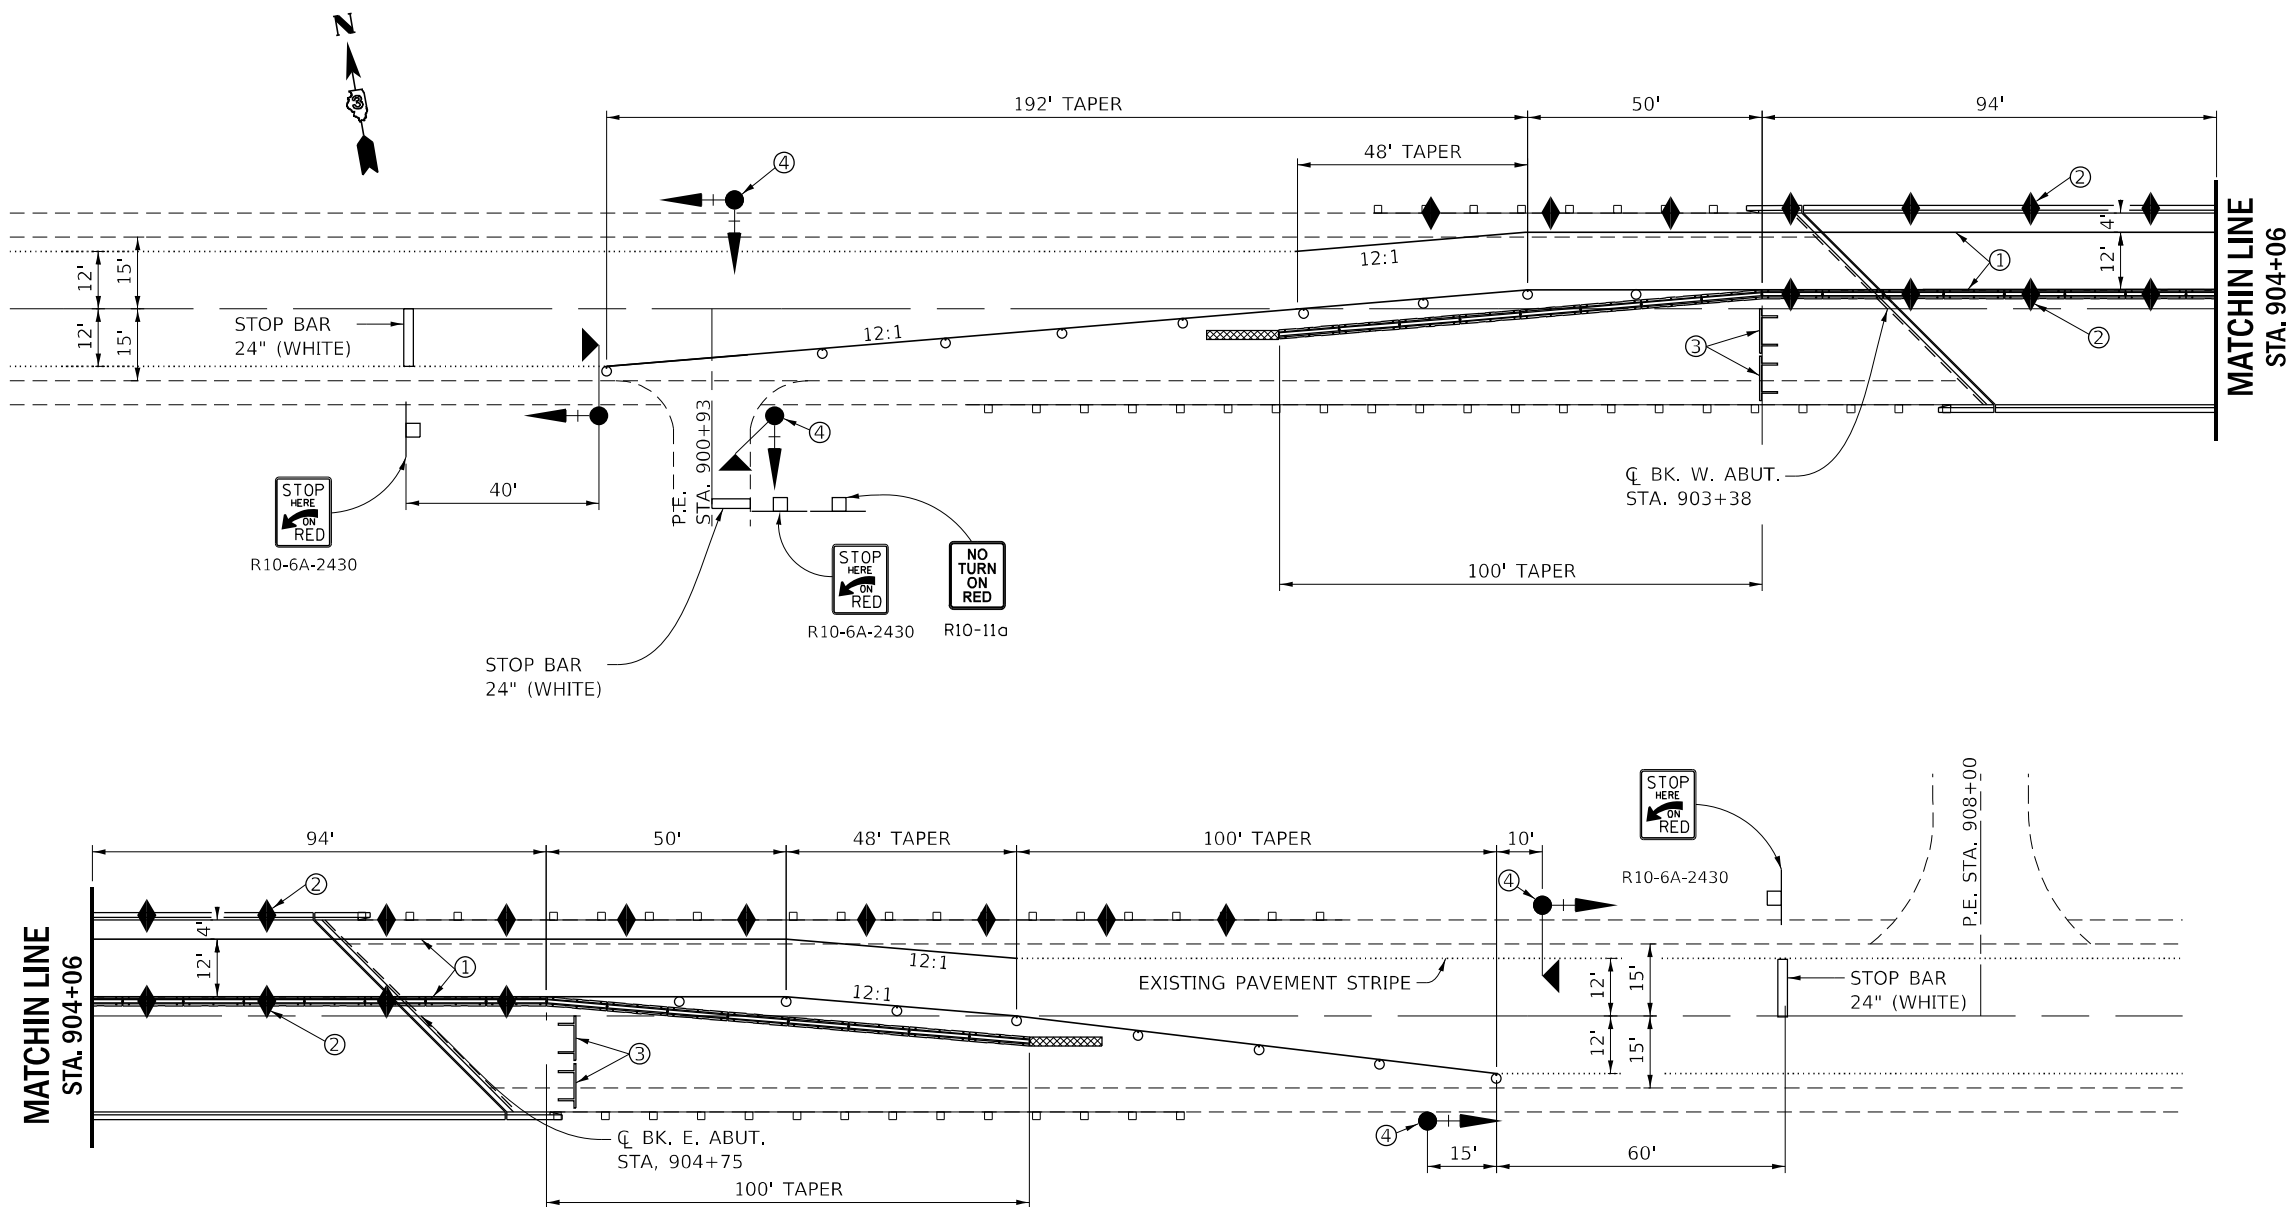 N
3
192' TAPER
50'
94'
48' TAPER
4
2
12'
15'
12:1
4'
12'
1
MATCHIN LINE
STA. 904+06
12'
15'
STOP BAR
24" (WHITE)
12:1
3
2
4
P.E.
STA. 900+93
STOP
HERE
ON
RED
R10-6A-2430
40'
℄ BK. W. ABUT.
STA. 903+38
STOP
HERE
ON
RED
R10-6A-2430
NO
TURN
ON
RED
R10-11a
100' TAPER
STOP BAR
24" (WHITE)
STOP
HERE
ON
RED
R10-6A-2430
P.E. STA. 908+00
94'
50'
48' TAPER
100' TAPER
10'
2
4
MATCHIN LINE
STA. 904+06
4'
12'
1
12:1
12:1
EXISTING PAVEMENT STRIPE
12'
15'
STOP BAR
24" (WHITE)
2
3
12'
15'
4
℄ BK. E. ABUT.
STA, 904+75
15'
60'
100' TAPER